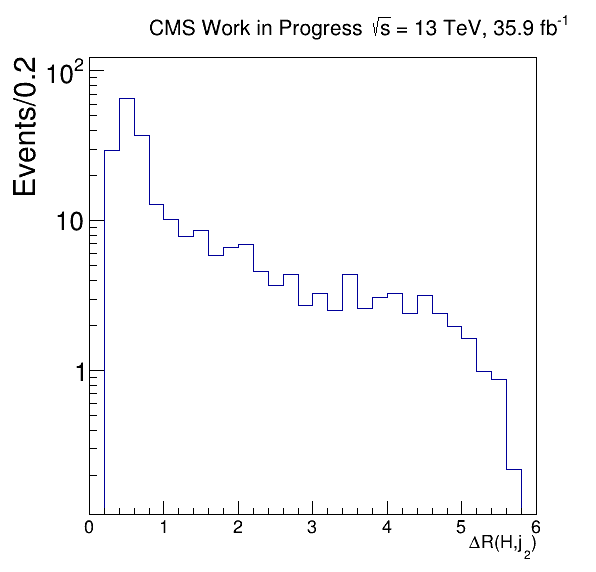 CMS Work in Progress √s = 13 TeV, 35.9 fb⁻¹
Events/0.2
10²
10
1
0 1 2 3 4 5 6
ΔR(H,j₂)